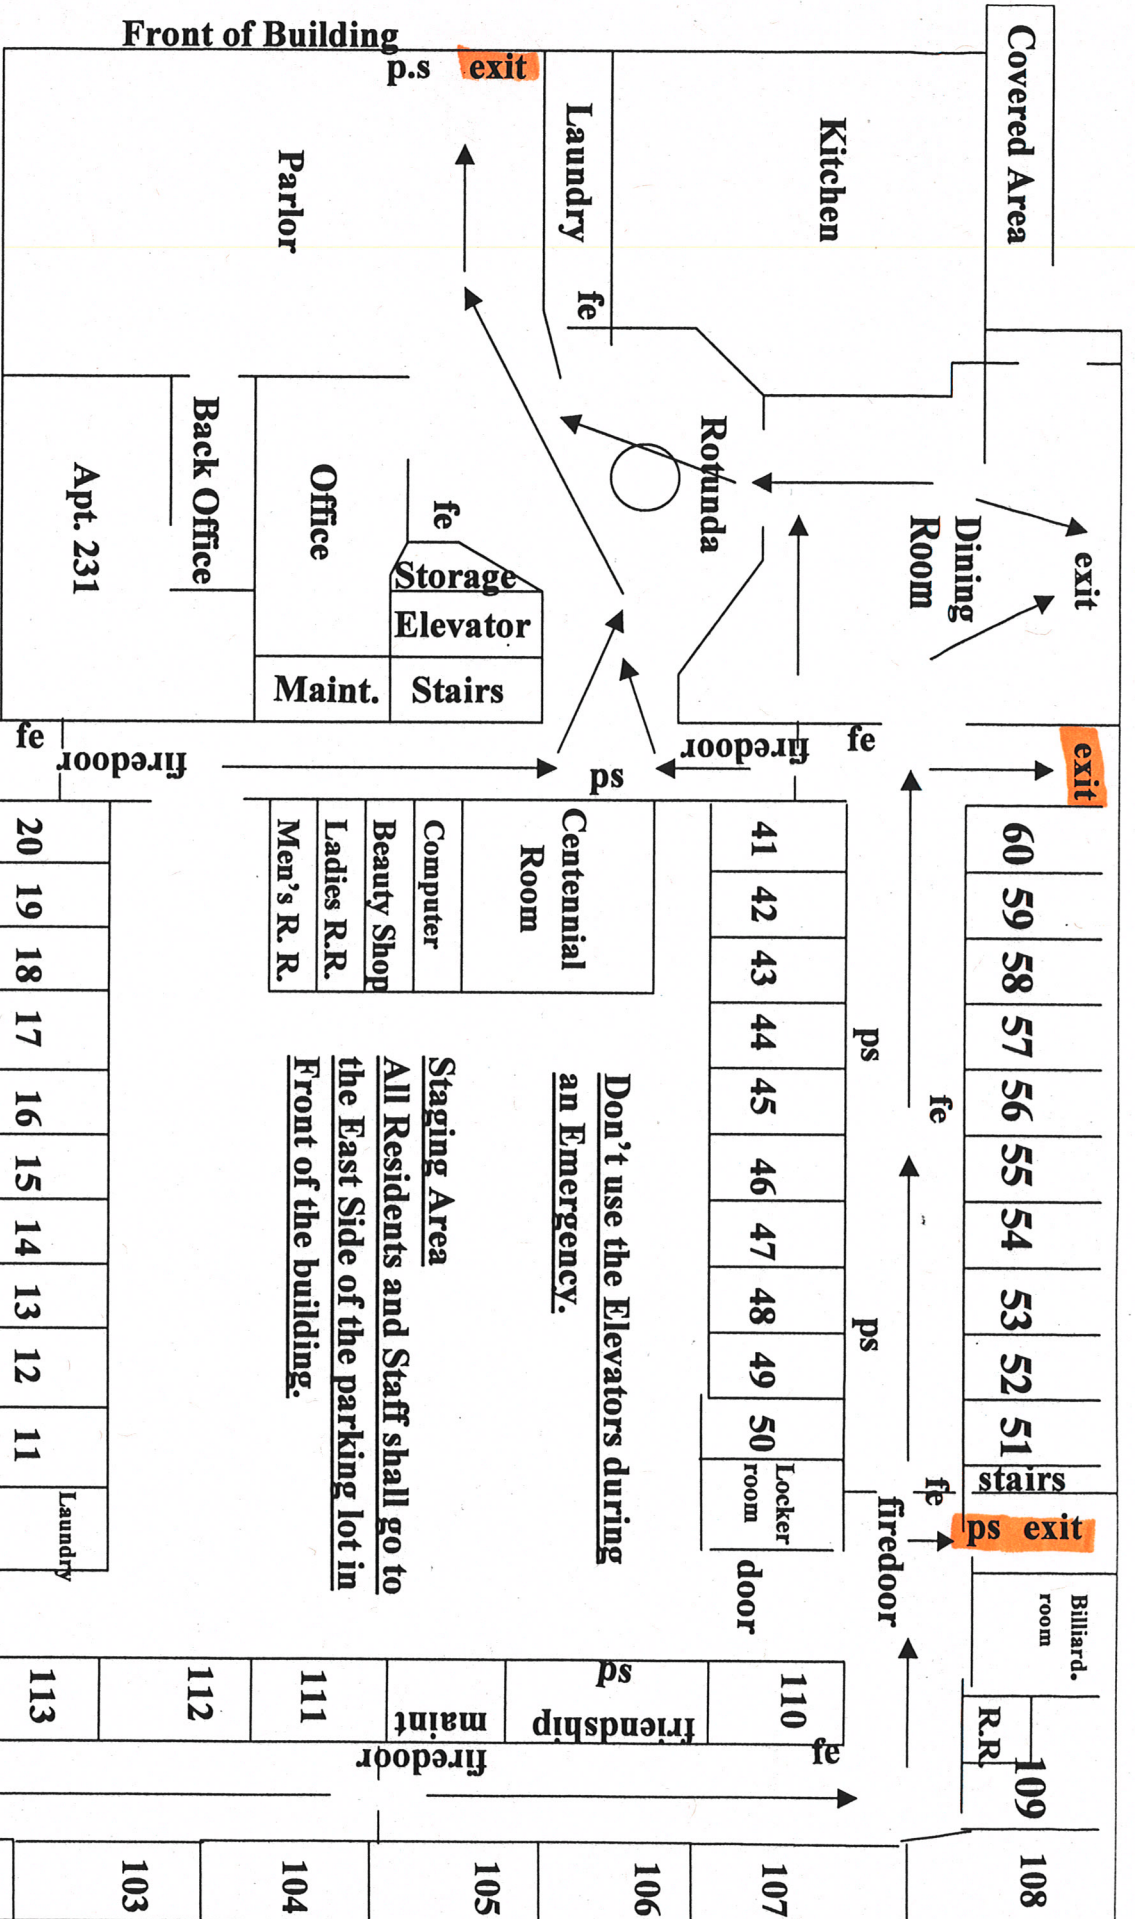 Front of Building
p.s exit
Covered Area
Kitchen
Laundry
fe
Parlor
Rotunda
Dining
Room
exit
Back Office
Office
Apt. 231
fe
Storage
Elevator
Maint.
Stairs
fe
firedoor
ps
firedoor
fe
exit
20
19
18
17
16
15
14
13
12
11
Laundry
Men's R. R.
Ladies R.R.
Beauty Shop
Computer
Centennial
Room
41
42
43
44
45
46
47
48
49
50
Locker
room
door
60
59
58
57
56
55
54
53
52
51
stairs
ps
fe
ps
fe
firedoor
ps exit
Don't use the Elevators during
an Emergency.
Staging Area
All Residents and Staff shall go to
the East Side of the parking lot in
Front of the building.
Billiard.
room
R.R.
109
113
112
111
maint
friendship
ps
110
fe
firedoor
103
104
105
106
107
108